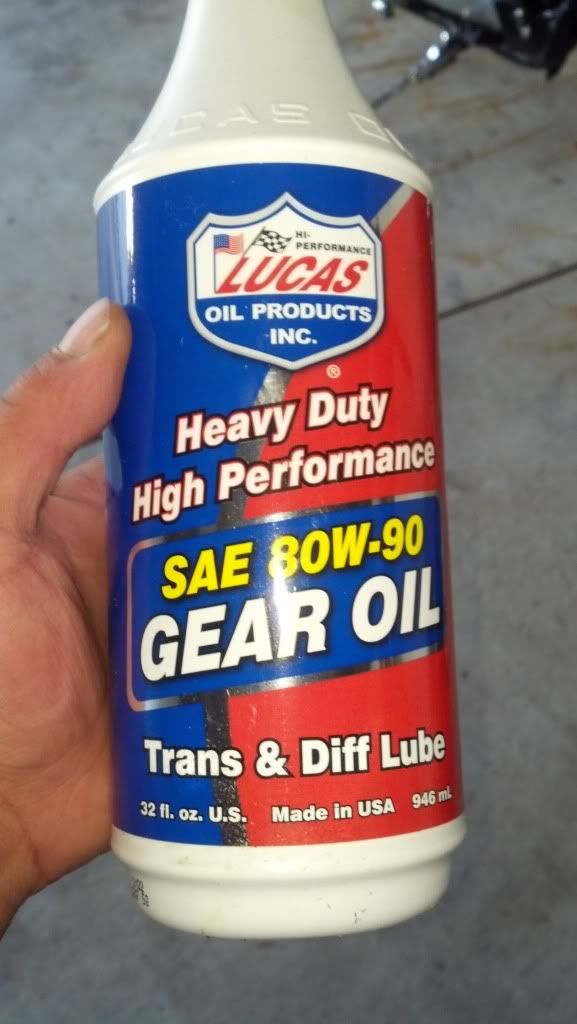 LUCAS O
HI-
PERFORMANCE
LUCAS
OIL PRODUCTS
INC.
®
Heavy Duty
High Performance
SAE 80W-90
GEAR OIL
Trans & Diff Lube
32 fl. oz. U.S. Made in USA 946 ml.